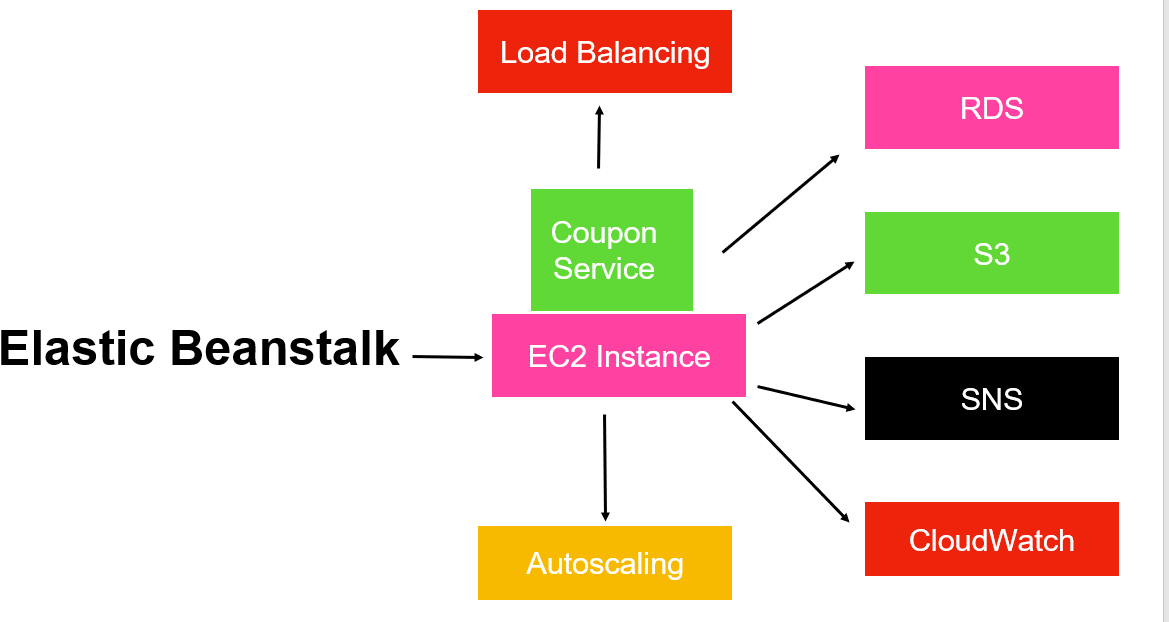 Load Balancing
RDS
Coupon
Service
S3
Elastic Beanstalk
EC2 Instance
SNS
Autoscaling
CloudWatch